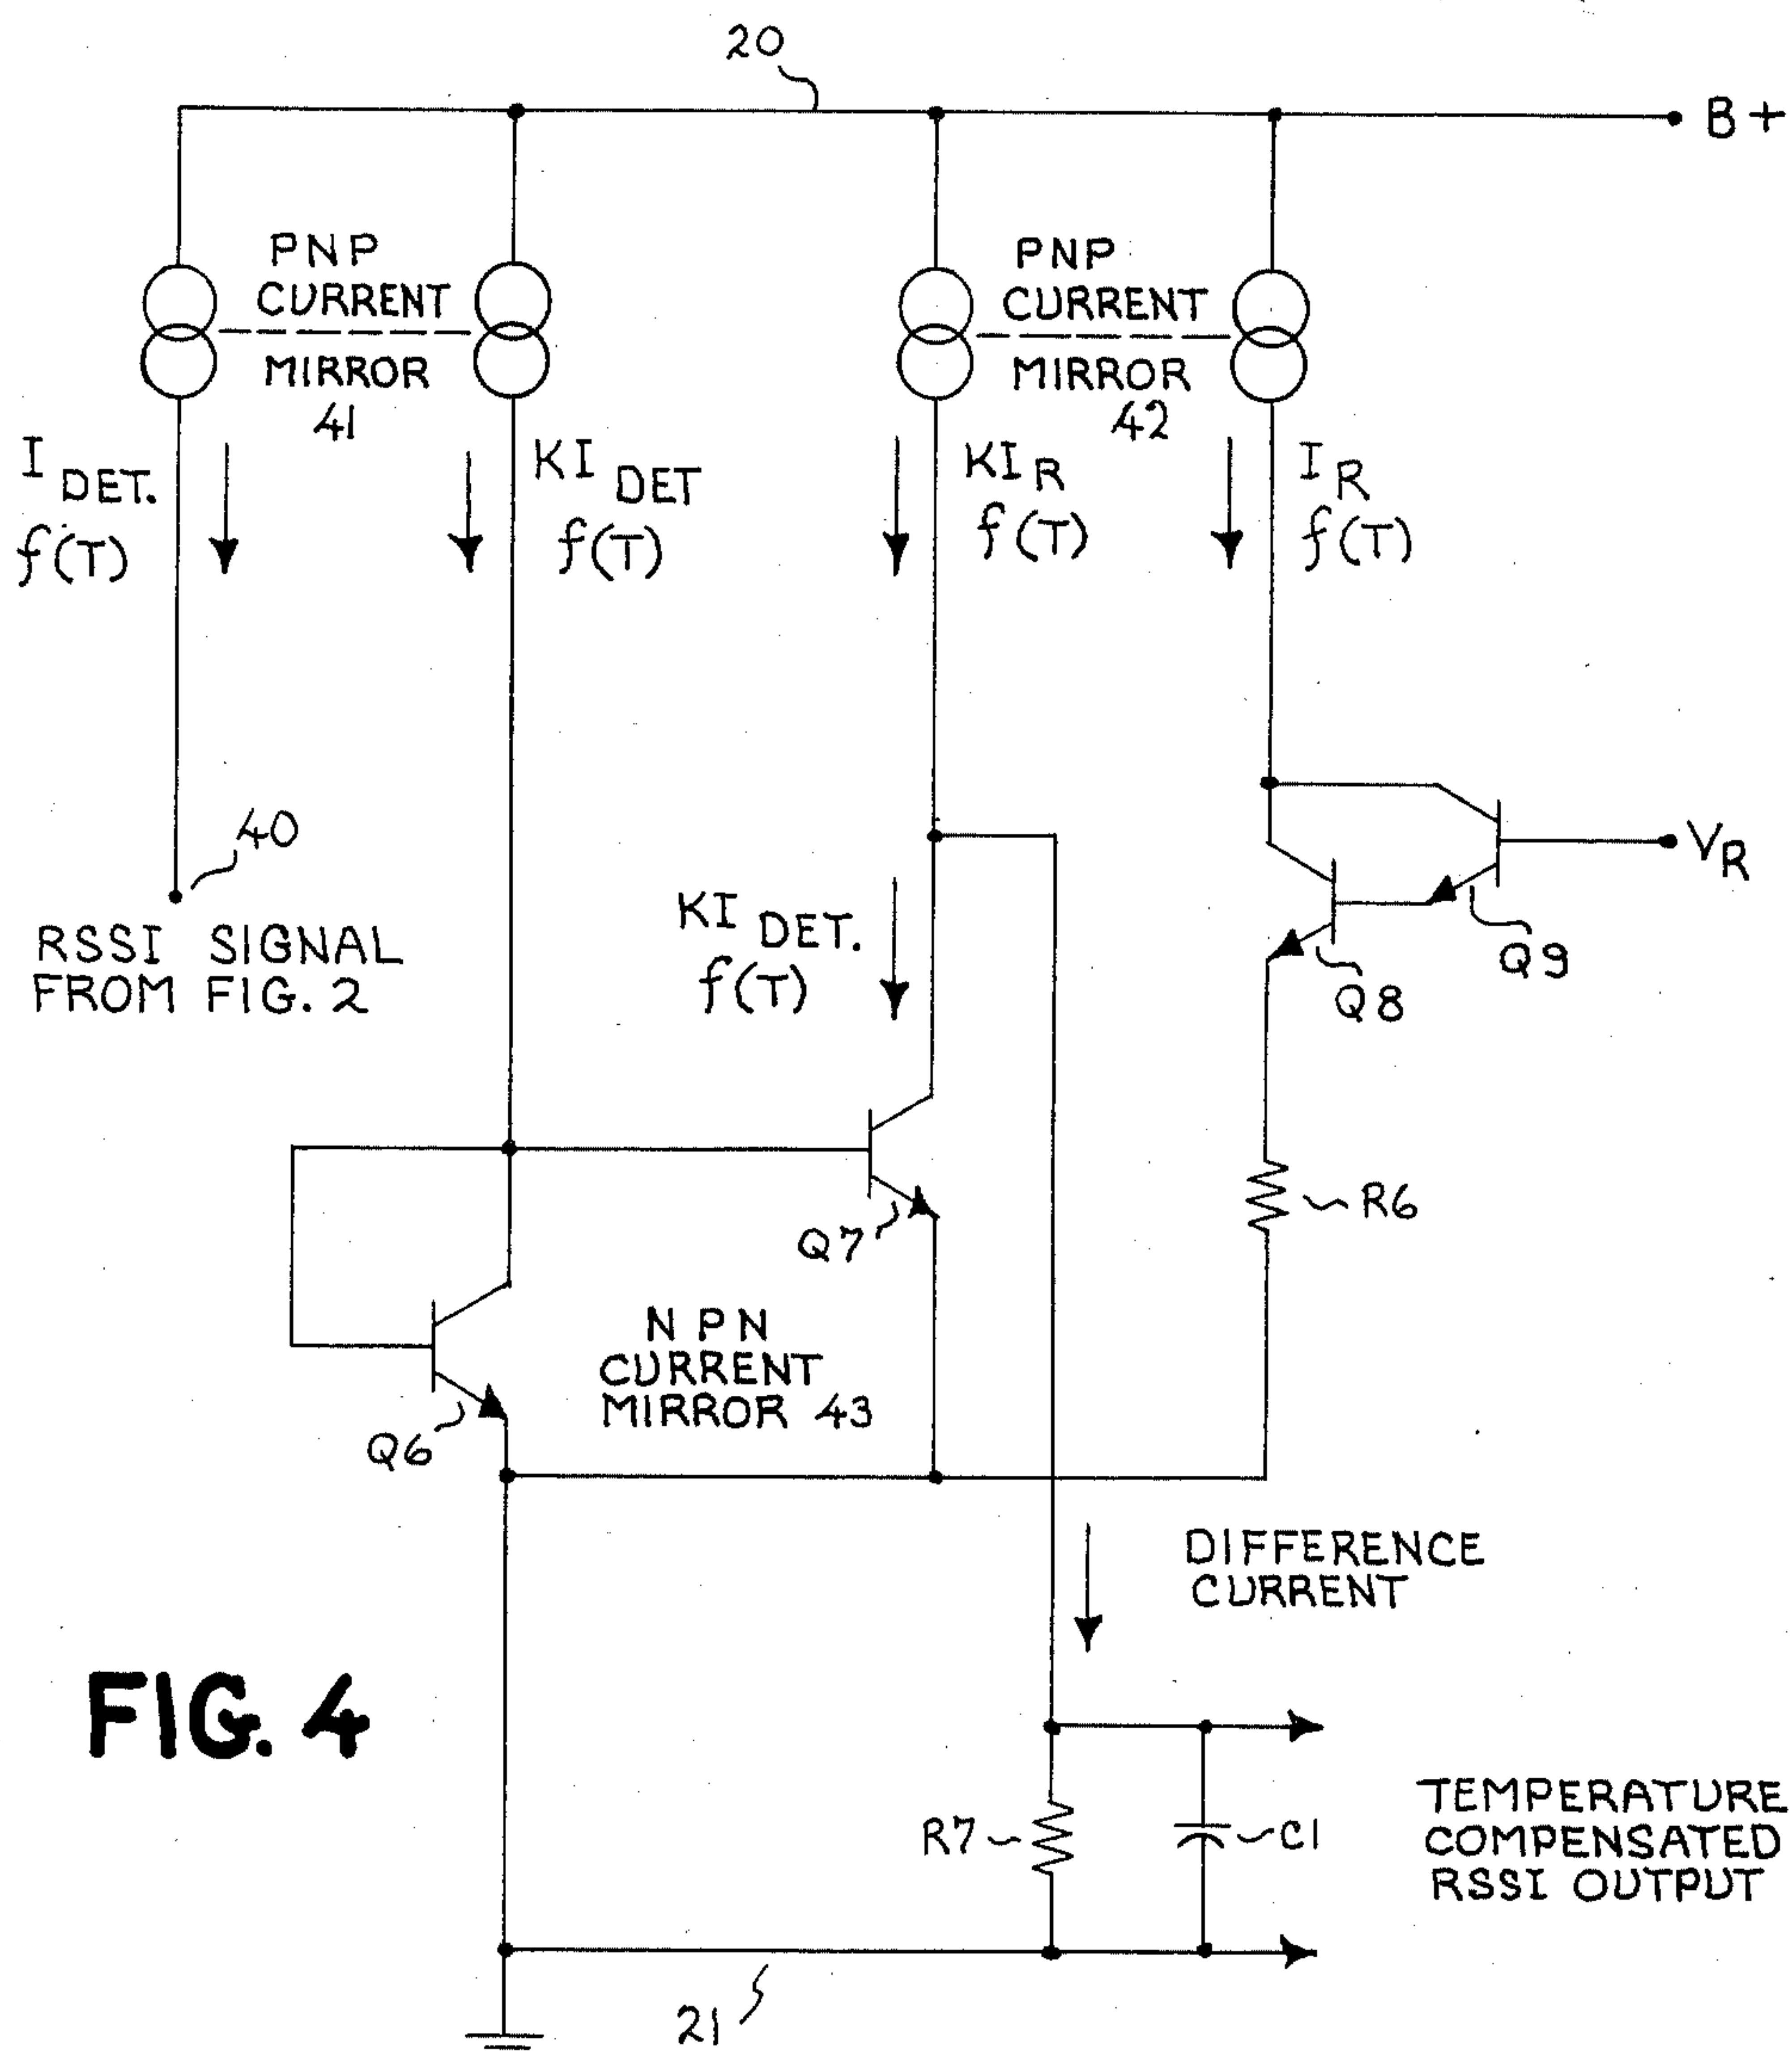 20
B+
PNP
CURRENT
MIRROR
41
PNP
CURRENT
MIRROR
42
I DET.
f(T)
KI DET
f(T)
KI R
f(T)
I R
f(T)
40
RSSI SIGNAL
FROM FIG. 2
KI DET.
f(T)
VR
Q9
Q8
Q7
R6
NPN
CURRENT
MIRROR 43
Q6
DIFFERENCE
CURRENT
FIG. 4
R7
C1
TEMPERATURE
COMPENSATED
RSSI OUTPUT
21